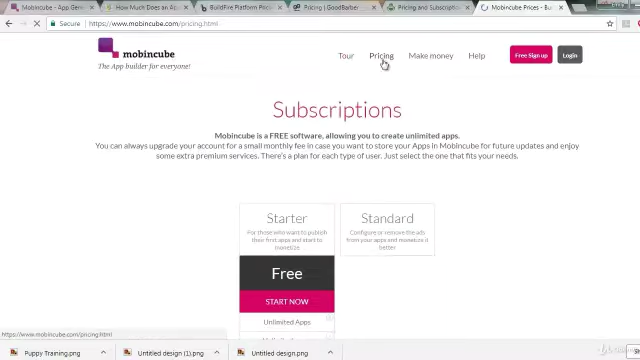 Mobincube - App Gen
How Much Does an A
BuildFire Platform Pr
Pricing | GoodBarber
Pricing and Subscripti
Mobincube Prices - Bu
Secure
https://www.mobincube.com/pricing.html
mobincube
The App builder for everyone!
Tour
Pricing
Make money
Help
Free Sign up
Login
Subscriptions
Mobincube is a FREE software, allowing you to create unlimited apps.
You can always upgrade your account for a small monthly fee in case you want to store your Apps in Mobincube for future updates and enjoy
some extra premium services. There's a plan for each type of user. Just select the one that fits your needs.
Starter
For those who want to publish
their first apps and start to
monetize.
Standard
Configure or remove the ads
from your apps and monetize it
better
Free
START NOW
Unlimited Apps
https://www.mobincube.com/pricing.html
Puppy Training.png
Untitled design (1).png
Untitled design.png